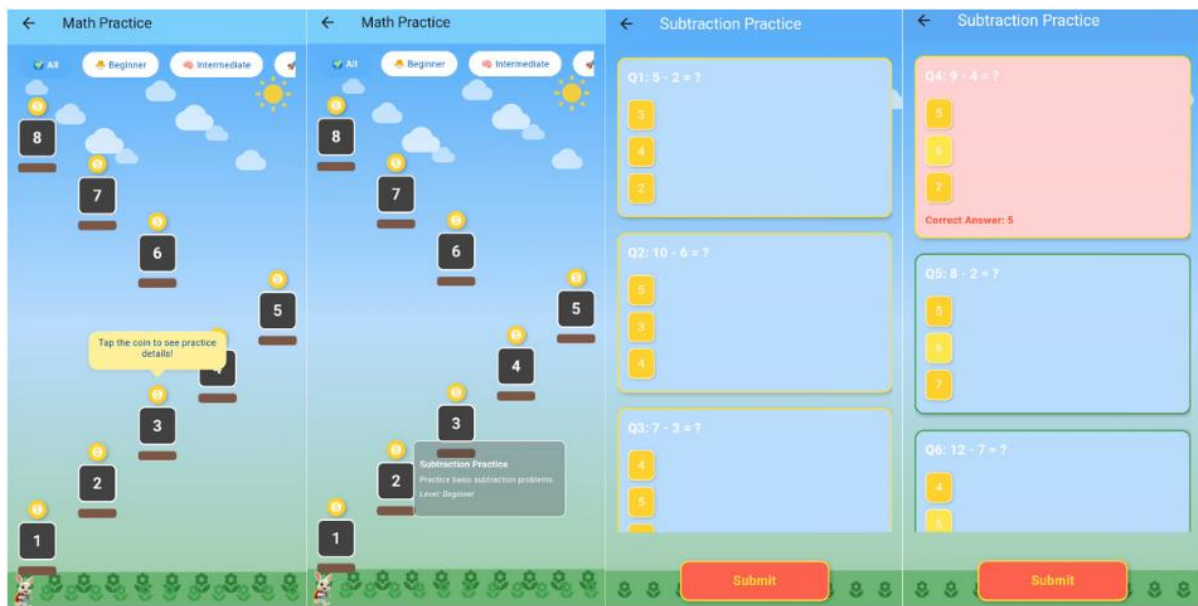 Math Practice
All
Beginner
Intermediate
8
7
6
5
Tap the coin to see practice
details!
3
2
1
Math Practice
All
Beginner
Intermediate
8
7
6
5
4
3
Subtraction Practice
Practice basic subtraction problems.
Level: Beginner
2
1
Subtraction Practice
Q1: 5 - 2 = ?
3
4
2
Q2: 10 - 6 = ?
5
3
4
Q3: 7 - 3 = ?
4
5
Submit
Subtraction Practice
Q4: 9 - 4 = ?
5
6
7
Correct Answer: 5
Q5: 8 - 2 = ?
5
6
7
Q6: 12 - 7 = ?
4
5
Submit